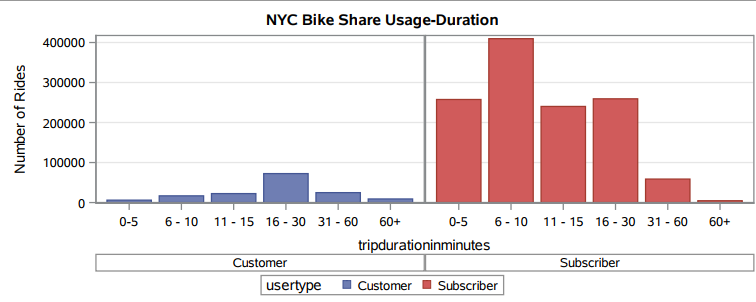 NYC Bike Share Usage-Duration
Number of Rides
400000
300000
200000
100000
0
0-5 6 - 10 11 - 15 16 - 30 31 - 60 60+ 0-5 6 - 10 11 - 15 16 - 30 31 - 60 60+
tripdurationinminutes
Customer Subscriber
usertype Customer Subscriber